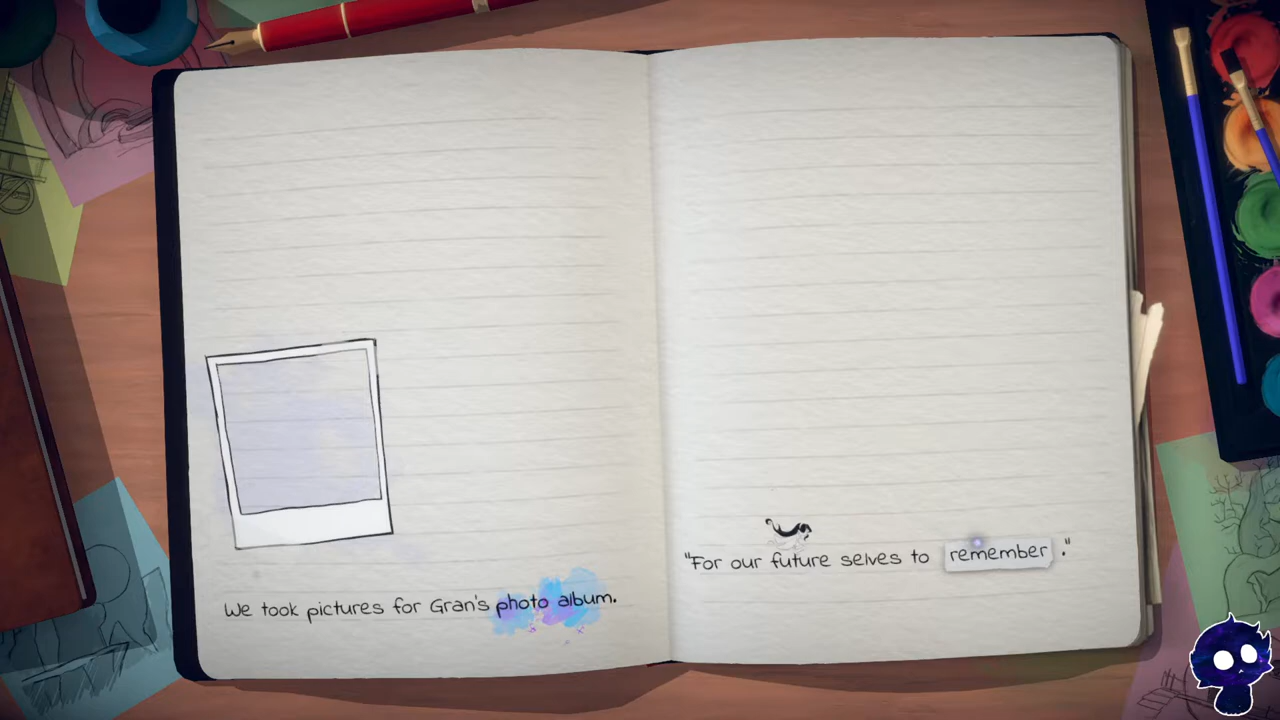 We took pictures for Gran's photo album.
"For our future selves to remember."